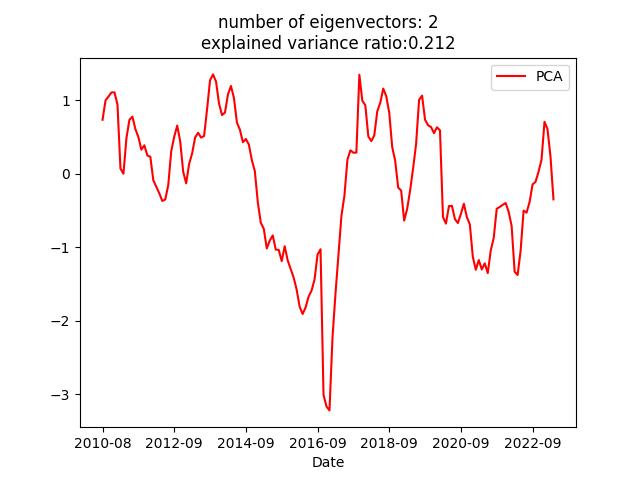 number of eigenvectors: 2
explained variance ratio:0.212
PCA
1
0
−1
−2
−3
2010-08 2012-09 2014-09 2016-09 2018-09 2020-09 2022-09
Date